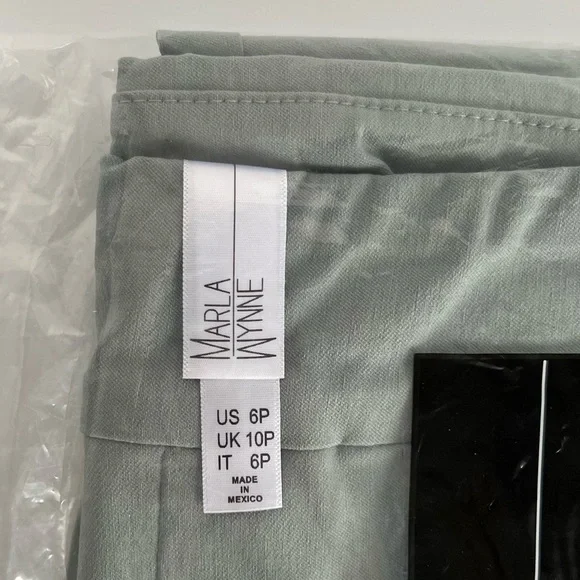 MARLA
WYNNE
US 6P
UK 10P
IT 6P
MADE
IN
MEXICO